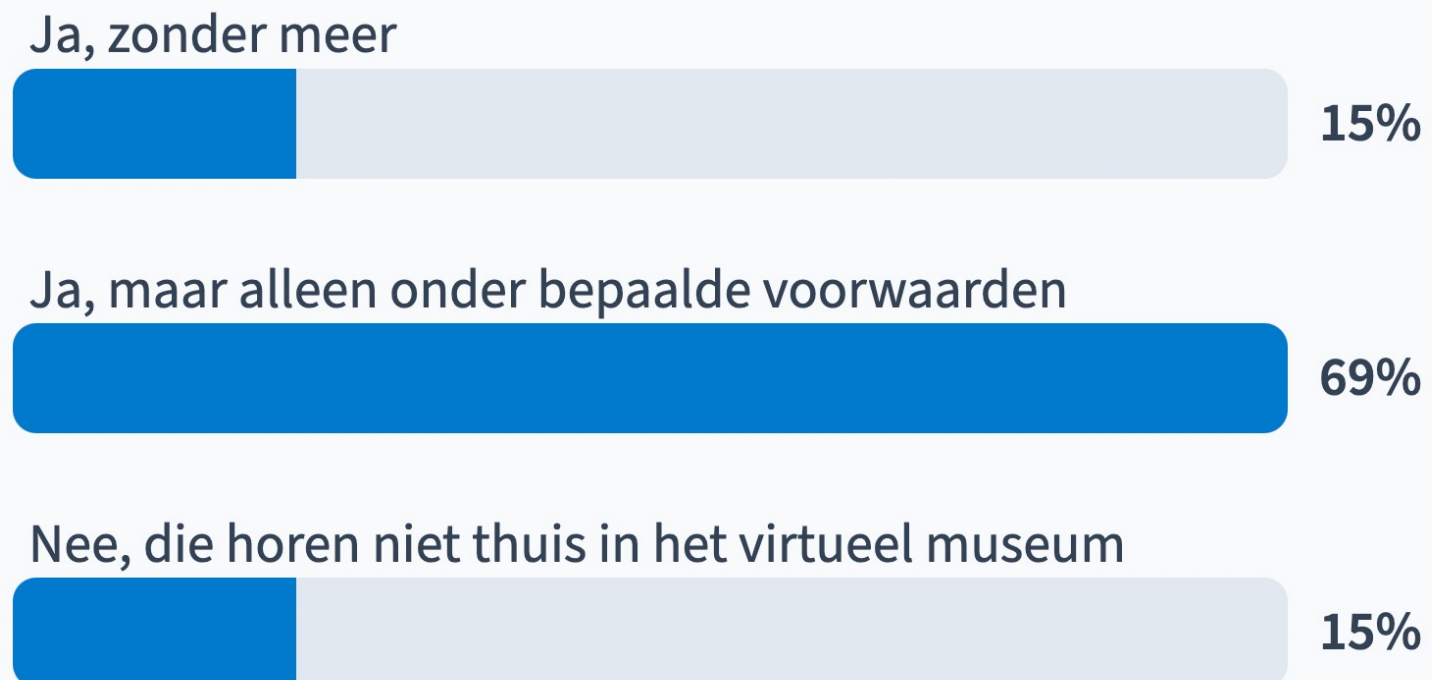 Ja, zonder meer
15%
Ja, maar alleen onder bepaalde voorwaarden
69%
Nee, die horen niet thuis in het virtueel museum
15%